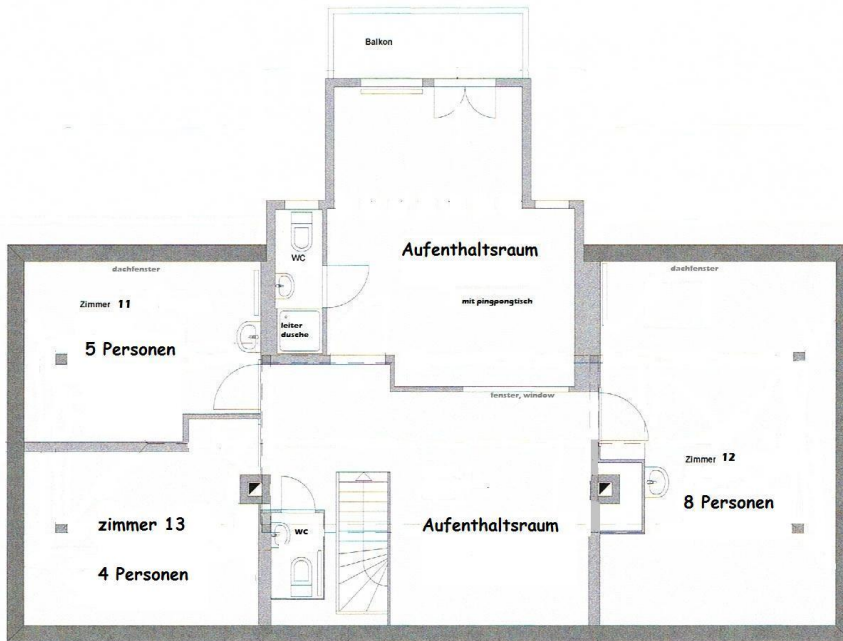 Balkon
Aufenthaltsraum
mit pingpongtisch
WC
leiter
dusche
dachfenster
Zimmer 11
5 Personen
dachfenster
fenster, window
Zimmer 12
8 Personen
zimmer 13
4 Personen
wc
Aufenthaltsraum